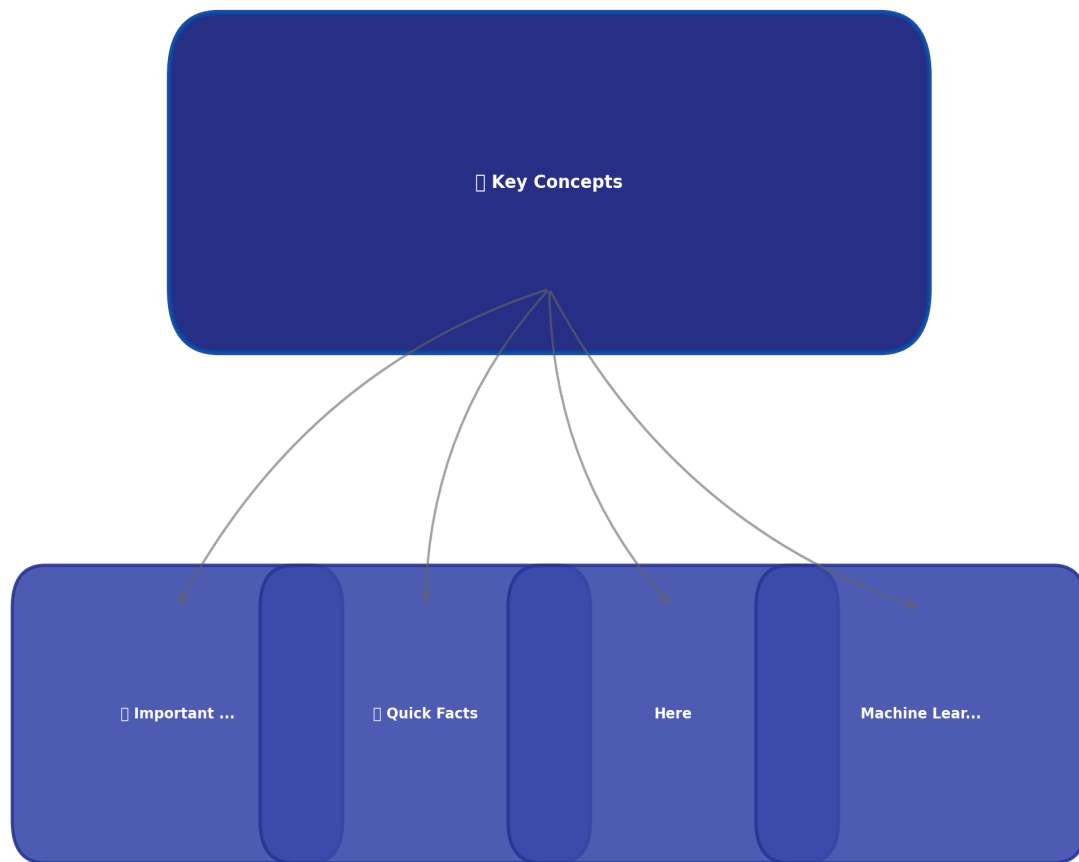 Key Concepts
Important ...
Quick Facts
Here
Machine Lear...